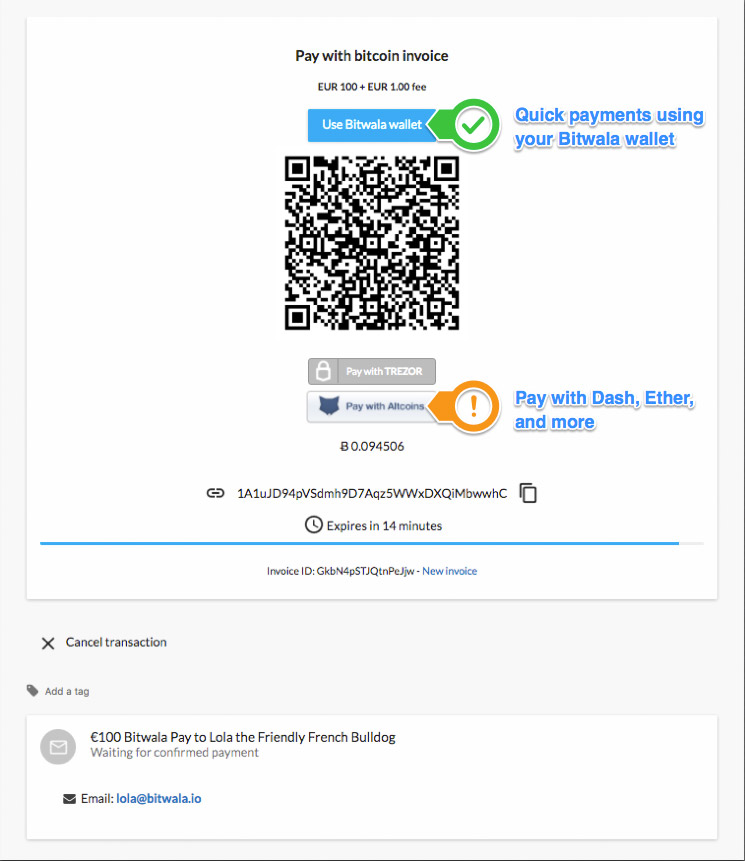 Pay with bitcoin invoice
EUR 100 + EUR 1.00 fee
Use Bitwala wallet
Quick payments using
your Bitwala wallet
Pay with TREZOR
Pay with Altcoins
Pay with Dash, Ether,
and more
Ƀ 0.094506
1A1uJD94pVSdmh9D7Aqz5WWxDXQiMbwwhC
Expires in 14 minutes
Invoice ID: GkbN4pSTJQtnPeJjw - New invoice
Cancel transaction
Add a tag
€100 Bitwala Pay to Lola the Friendly French Bulldog
Waiting for confirmed payment
Email: lola@bitwala.io